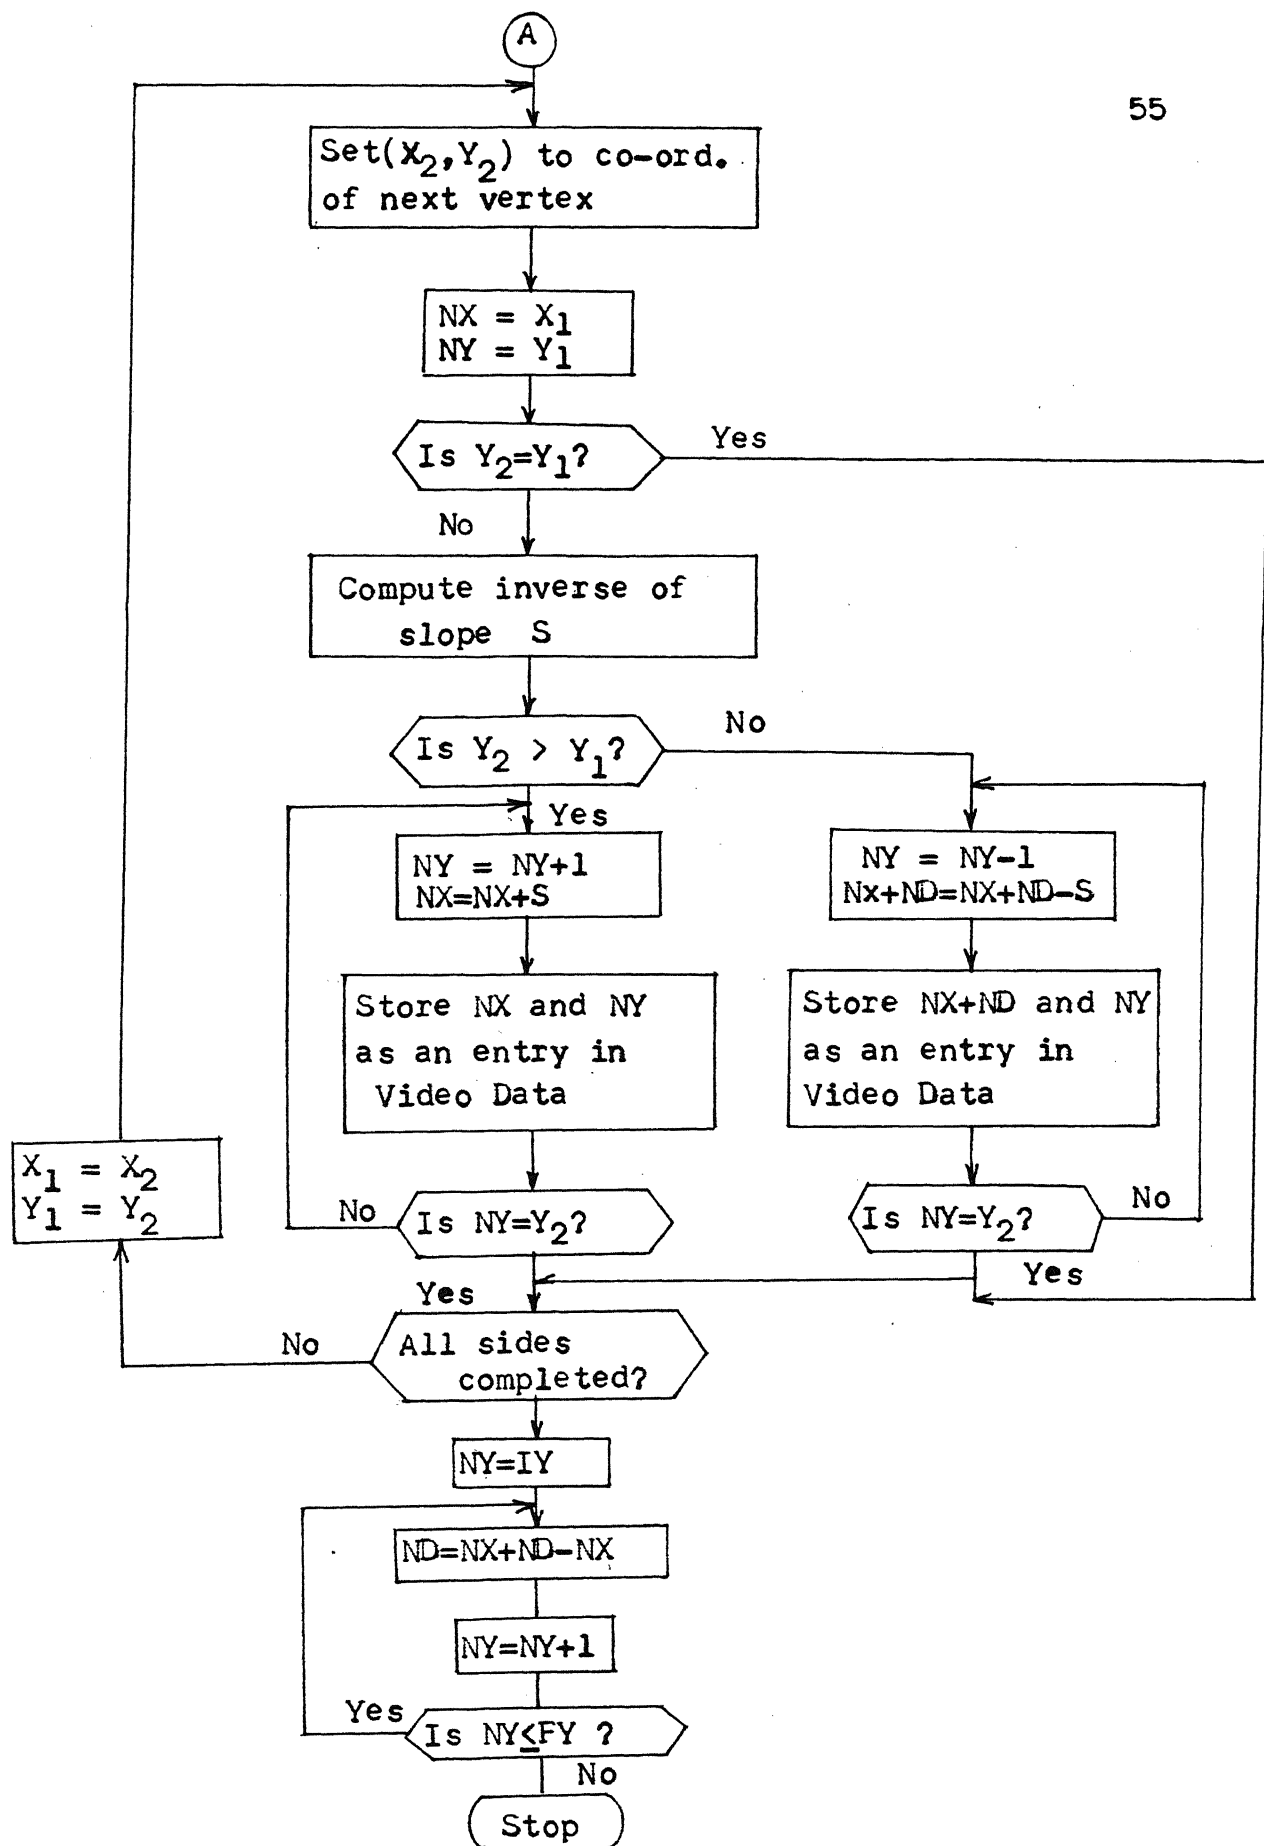 A
55
Set(X₂,Y₂) to co-ord.
of next vertex
NX = X₁
NY = Y₁
Is Y₂=Y₁?
Yes
No
Compute inverse of
slope S
Is Y₂ > Y₁?
No
Yes
NY = NY+1
NX=NX+S
NY = NY-1
Nx+ND=NX+ND-S
Store NX and NY
as an entry in
Video Data
Store NX+ND and NY
as an entry in
Video Data
X₁ = X₂
Y₁ = Y₂
No
Is NY=Y₂?
Is NY=Y₂?
No
Yes
Yes
No
All sides
completed?
NY=IY
ND=NX+ND-NX
NY=NY+1
Yes
Is NY≤FY ?
No
Stop